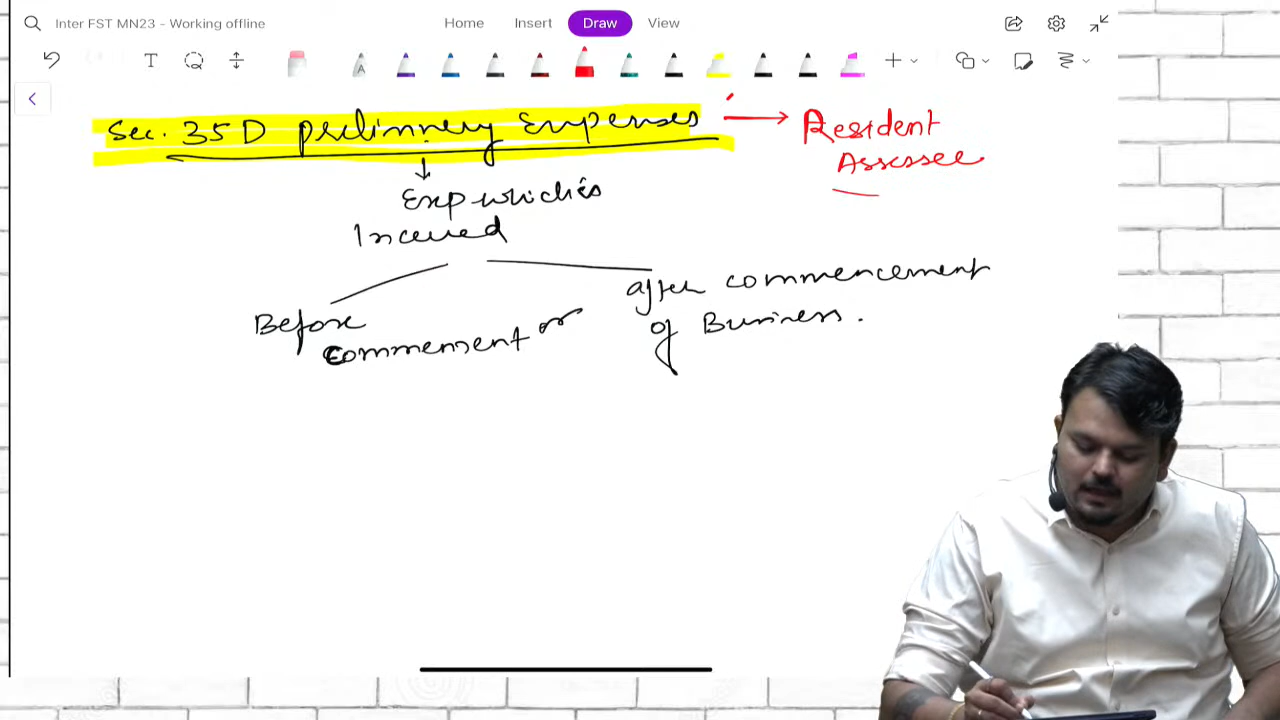 Inter FST MN23 - Working offline
Home Insert Draw View
T
A
Sec. 35D prelimnery Expenses → Resident
Assessee
Exp which is
Incured
Before
commensent or
after commencement
of Business.